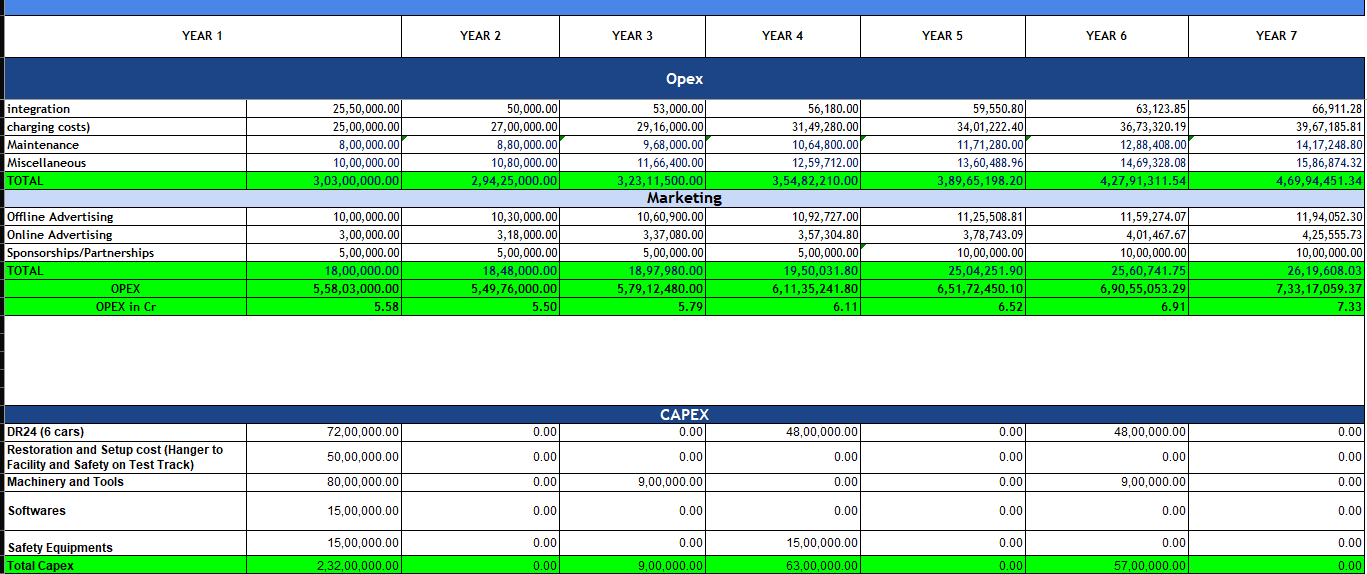 YEAR 1 YEAR 2 YEAR 3 YEAR 4 YEAR 5 YEAR 6 YEAR 7
Opex
integration 25,50,000.00 50,000.00 53,000.00 56,180.00 59,550.80 63,123.85 66,911.28
charging costs) 25,00,000.00 27,00,000.00 29,16,000.00 31,49,280.00 34,01,222.40 36,73,320.19 39,67,185.81
Maintenance 8,00,000.00 8,80,000.00 9,68,000.00 10,64,800.00 11,71,280.00 12,88,408.00 14,17,248.80
Miscellaneous 10,00,000.00 10,80,000.00 11,66,400.00 12,59,712.00 13,60,488.96 14,69,328.08 15,86,874.32
TOTAL 3,03,00,000.00 2,94,25,000.00 3,23,11,500.00 3,54,82,210.00 3,89,65,198.20 4,27,91,311.54 4,69,94,451.34
Marketing
Offline Advertising 10,00,000.00 10,30,000.00 10,60,900.00 10,92,727.00 11,25,508.81 11,59,274.07 11,94,052.30
Online Advertising 3,00,000.00 3,18,000.00 3,37,080.00 3,57,304.80 3,78,743.09 4,01,467.67 4,25,555.73
Sponsorships/Partnerships 5,00,000.00 5,00,000.00 5,00,000.00 5,00,000.00 10,00,000.00 10,00,000.00 10,00,000.00
TOTAL 18,00,000.00 18,48,000.00 18,97,980.00 19,50,031.80 25,04,251.90 25,60,741.75 26,19,608.03
OPEX 5,58,03,000.00 5,49,76,000.00 5,79,12,480.00 6,11,35,241.80 6,51,72,450.10 6,90,55,053.29 7,33,17,059.37
OPEX in Cr 5.58 5.50 5.79 6.11 6.52 6.91 7.33
CAPEX
DR24 (6 cars) 72,00,000.00 0.00 0.00 48,00,000.00 0.00 48,00,000.00 0.00
Restoration and Setup cost (Hanger to
Facility and Safety on Test Track) 50,00,000.00 0.00 0.00 0.00 0.00 0.00 0.00
Machinery and Tools 80,00,000.00 0.00 9,00,000.00 0.00 0.00 9,00,000.00 0.00
Softwares 15,00,000.00 0.00 0.00 0.00 0.00 0.00 0.00
Safety Equipments 15,00,000.00 0.00 0.00 15,00,000.00 0.00 0.00 0.00
Total Capex 2,32,00,000.00 0.00 9,00,000.00 63,00,000.00 0.00 57,00,000.00 0.00